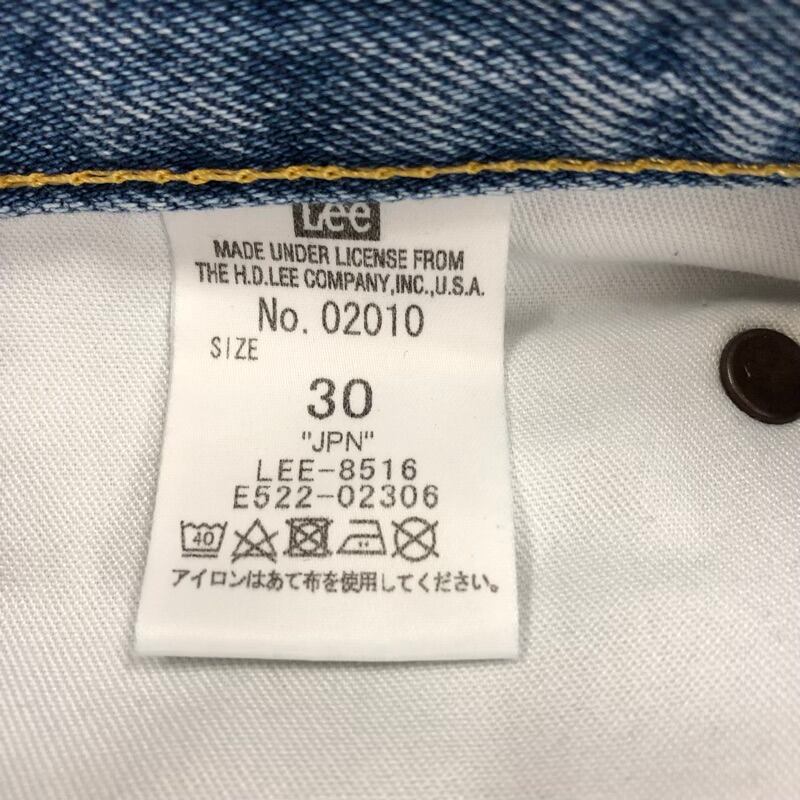 Lee
MADE UNDER LICENSE FROM
THE H.D.LEE COMPANY,INC.,U.S.A.
No. 02010
SIZE
30
"JPN"
LEE-8516
E522-02306
40
アイロンはあて布を使用してください。